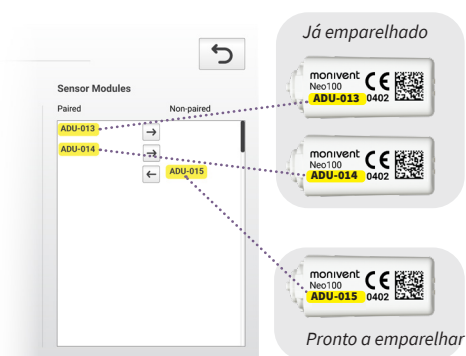 Já emparelhado
monivent
Neo100
ADU-013 0402
Sensor Modules
Paired Non-paired
ADU-013
ADU-014
ADU-015
monivent
Neo100
ADU-014 0402
monivent
Neo100
ADU-015 0402
Pronto a emparelhar